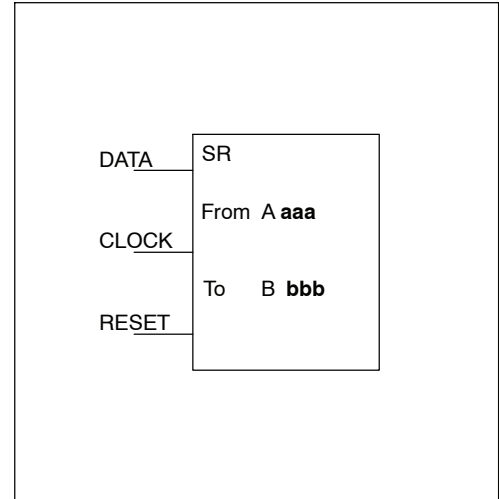 DATA
SR
From A aaa
CLOCK
To B bbb
RESET